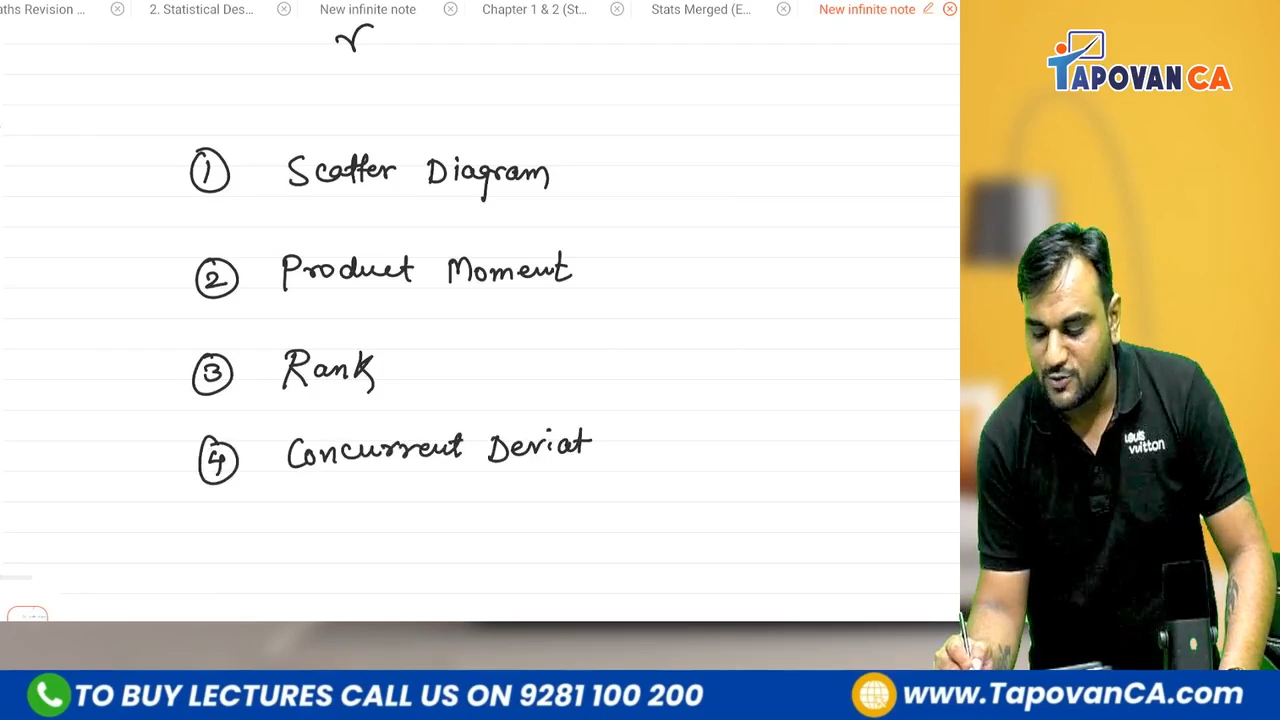 aths Revision ... 2. Statistical Des... New infinite note Chapter 1 & 2 (St... Stats Merged (E... New infinite note
TAPOVAN CA
① Scatter Diagram
② Product Moment
③ Rank
④ Concurrent Deviat
Louis
vuitton
TO BUY LECTURES CALL US ON 9281 100 200
www.TapovanCA.com